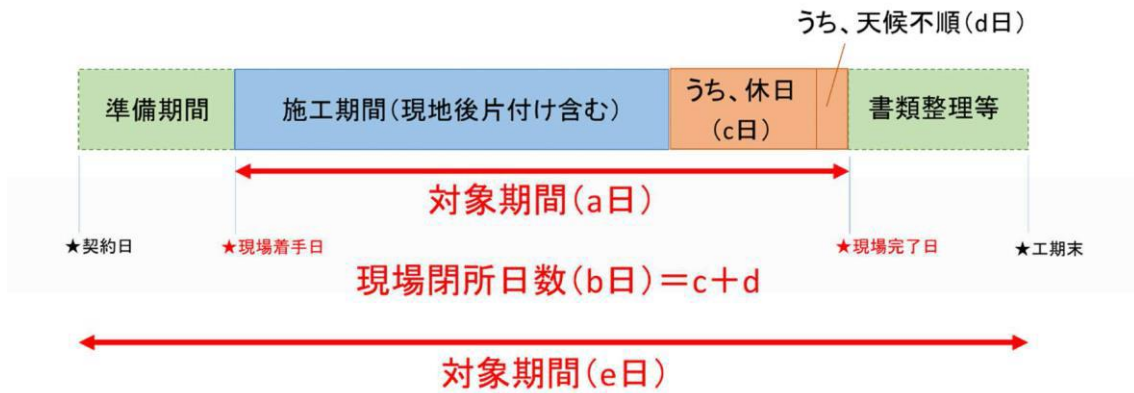 うち、天候不順(d日)
準備期間
施工期間(現地後片付け含む)
うち、休日
(c日)
書類整理等
対象期間(a日)
★契約日
★現場着手日
★現場完了日
★工期末
現場閉所日数(b日)=c+d
対象期間(e日)